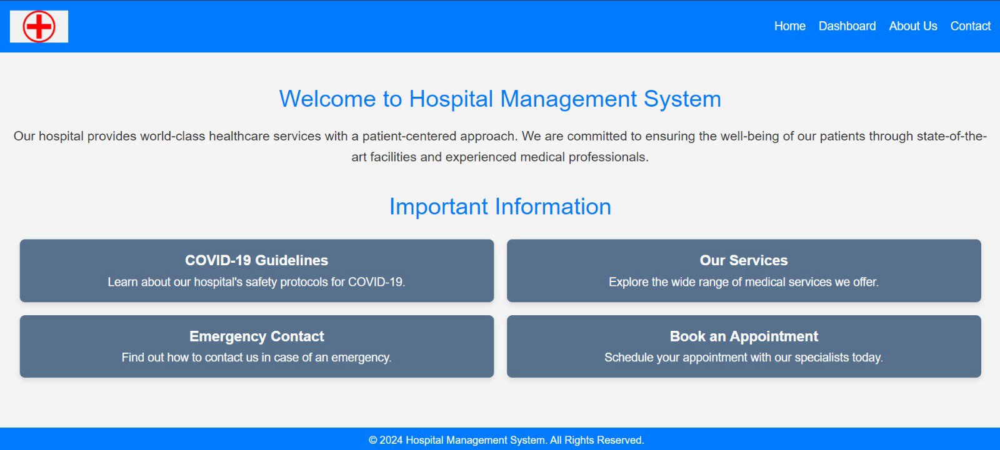 Home Dashboard About Us Contact
Welcome to Hospital Management System
Our hospital provides world-class healthcare services with a patient-centered approach. We are committed to ensuring the well-being of our patients through state-of-the-
art facilities and experienced medical professionals.
Important Information
COVID-19 Guidelines
Learn about our hospital's safety protocols for COVID-19.
Our Services
Explore the wide range of medical services we offer.
Emergency Contact
Find out how to contact us in case of an emergency.
Book an Appointment
Schedule your appointment with our specialists today.
© 2024 Hospital Management System. All Rights Reserved.